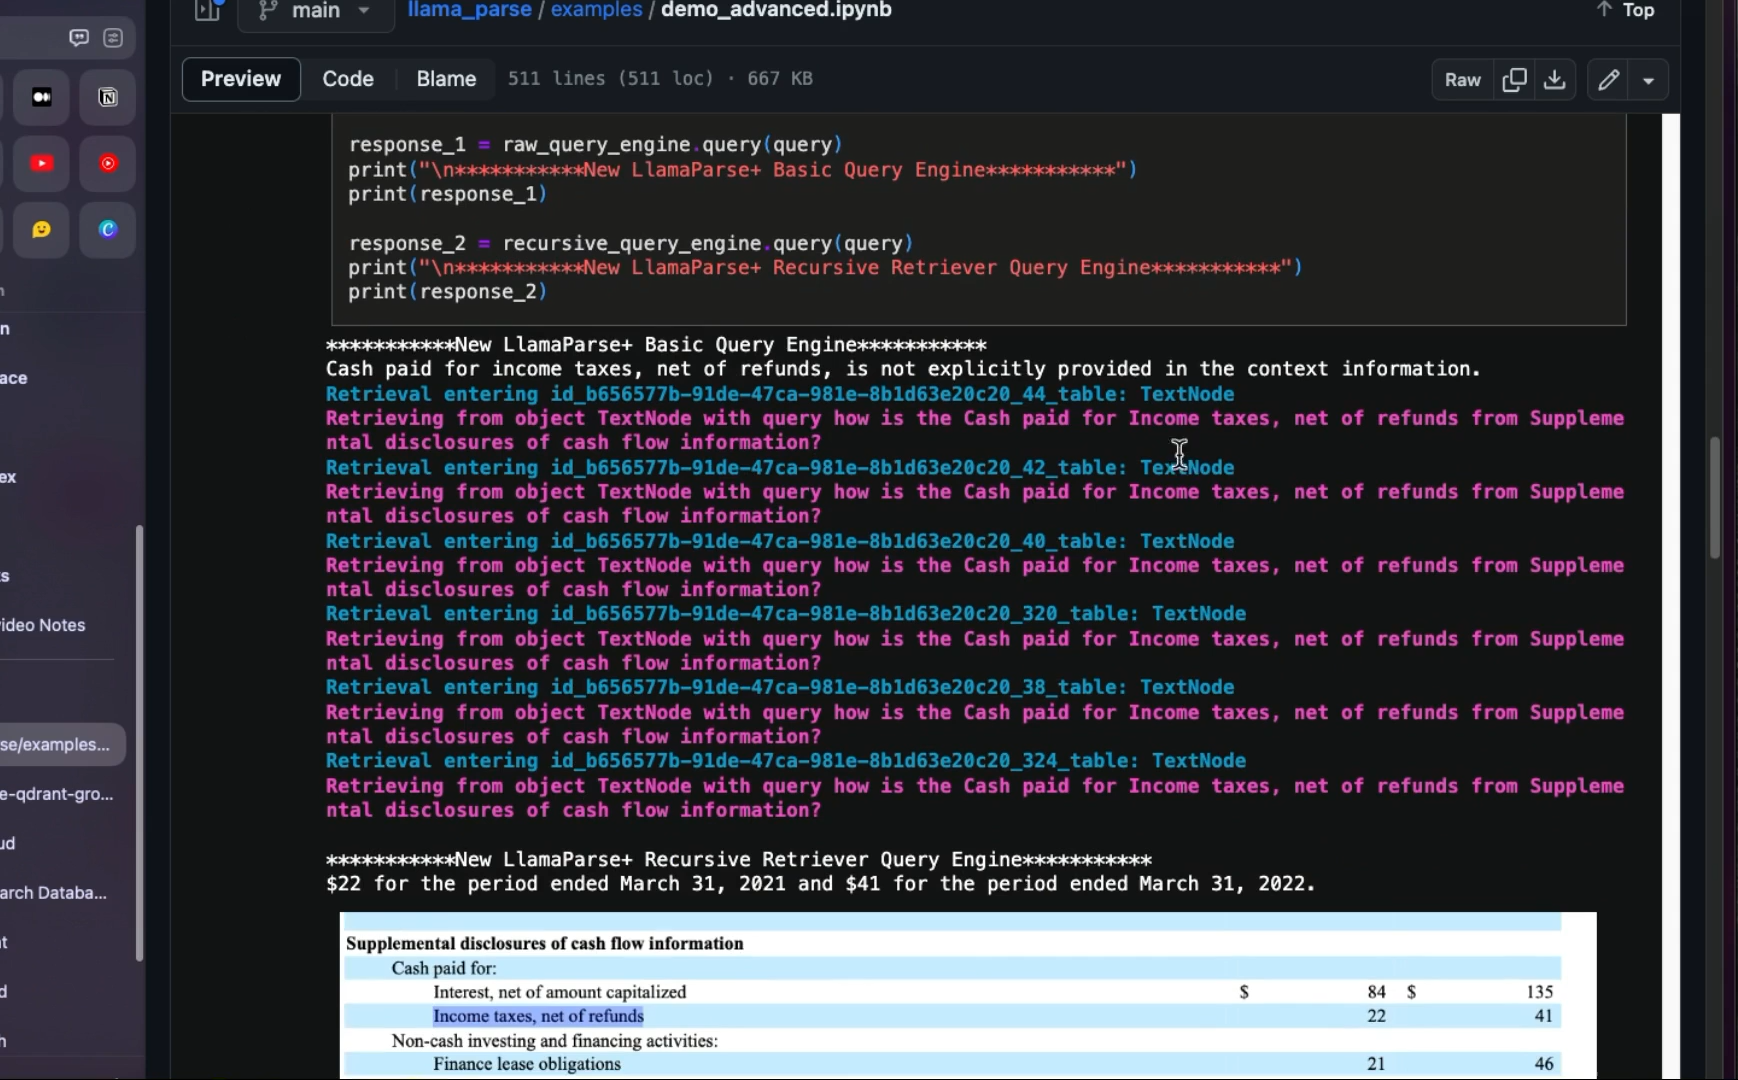 main
llama_parse / examples / demo_advanced.ipynb
Top
Preview
Code
Blame
511 lines (511 loc) · 667 KB
Raw
response_1 = raw_query_engine.query(query)
print("\n***********New LlamaParse+ Basic Query Engine***********")
print(response_1)
response_2 = recursive_query_engine.query(query)
print("\n***********New LlamaParse+ Recursive Retriever Query Engine***********")
print(response_2)
***********New LlamaParse+ Basic Query Engine***********
Cash paid for income taxes, net of refunds, is not explicitly provided in the context information.
Retrieval entering id_b656577b-91de-47ca-981e-8b1d63e20c20_44_table: TextNode
Retrieving from object TextNode with query how is the Cash paid for Income taxes, net of refunds from Suppleme
ntal disclosures of cash flow information?
Retrieval entering id_b656577b-91de-47ca-981e-8b1d63e20c20_42_table: TextNode
Retrieving from object TextNode with query how is the Cash paid for Income taxes, net of refunds from Suppleme
ntal disclosures of cash flow information?
Retrieval entering id_b656577b-91de-47ca-981e-8b1d63e20c20_40_table: TextNode
Retrieving from object TextNode with query how is the Cash paid for Income taxes, net of refunds from Suppleme
ntal disclosures of cash flow information?
Retrieval entering id_b656577b-91de-47ca-981e-8b1d63e20c20_320_table: TextNode
Retrieving from object TextNode with query how is the Cash paid for Income taxes, net of refunds from Suppleme
ntal disclosures of cash flow information?
Retrieval entering id_b656577b-91de-47ca-981e-8b1d63e20c20_38_table: TextNode
Retrieving from object TextNode with query how is the Cash paid for Income taxes, net of refunds from Suppleme
ntal disclosures of cash flow information?
Retrieval entering id_b656577b-91de-47ca-981e-8b1d63e20c20_324_table: TextNode
Retrieving from object TextNode with query how is the Cash paid for Income taxes, net of refunds from Suppleme
ntal disclosures of cash flow information?
***********New LlamaParse+ Recursive Retriever Query Engine***********
$22 for the period ended March 31, 2021 and $41 for the period ended March 31, 2022.
Supplemental disclosures of cash flow information
Cash paid for:
Interest, net of amount capitalized $ 84 $ 135
Income taxes, net of refunds 22 41
Non-cash investing and financing activities:
Finance lease obligations 21 46
n
n
ace
ex
s
ideo Notes
se/examples...
e-qdrant-gro...
ud
arch Databa...
t
d
h